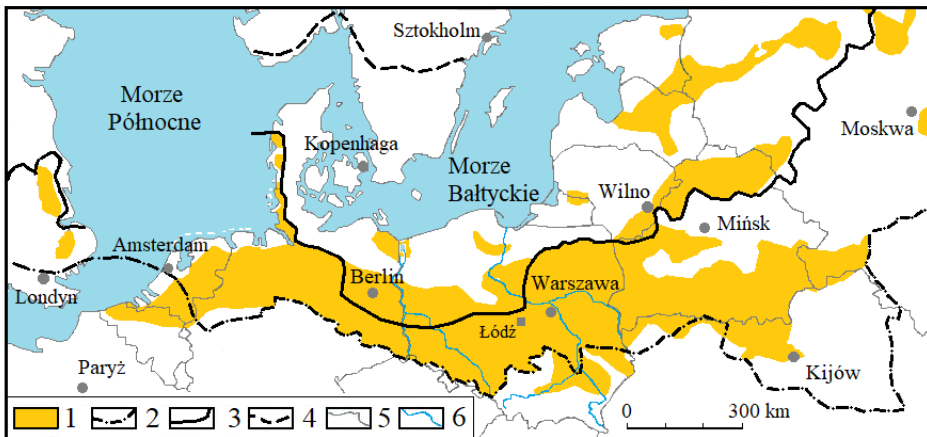 Sztokholm
Morze
Północne
Moskwa
Kopenhaga
Morze
Bałtyckie
Wilno
Mińsk
Amsterdam
Berlin
Warszawa
Londyn
Łódź
Paryż
Kijów
1 2 3 4 5 6
0 300 km